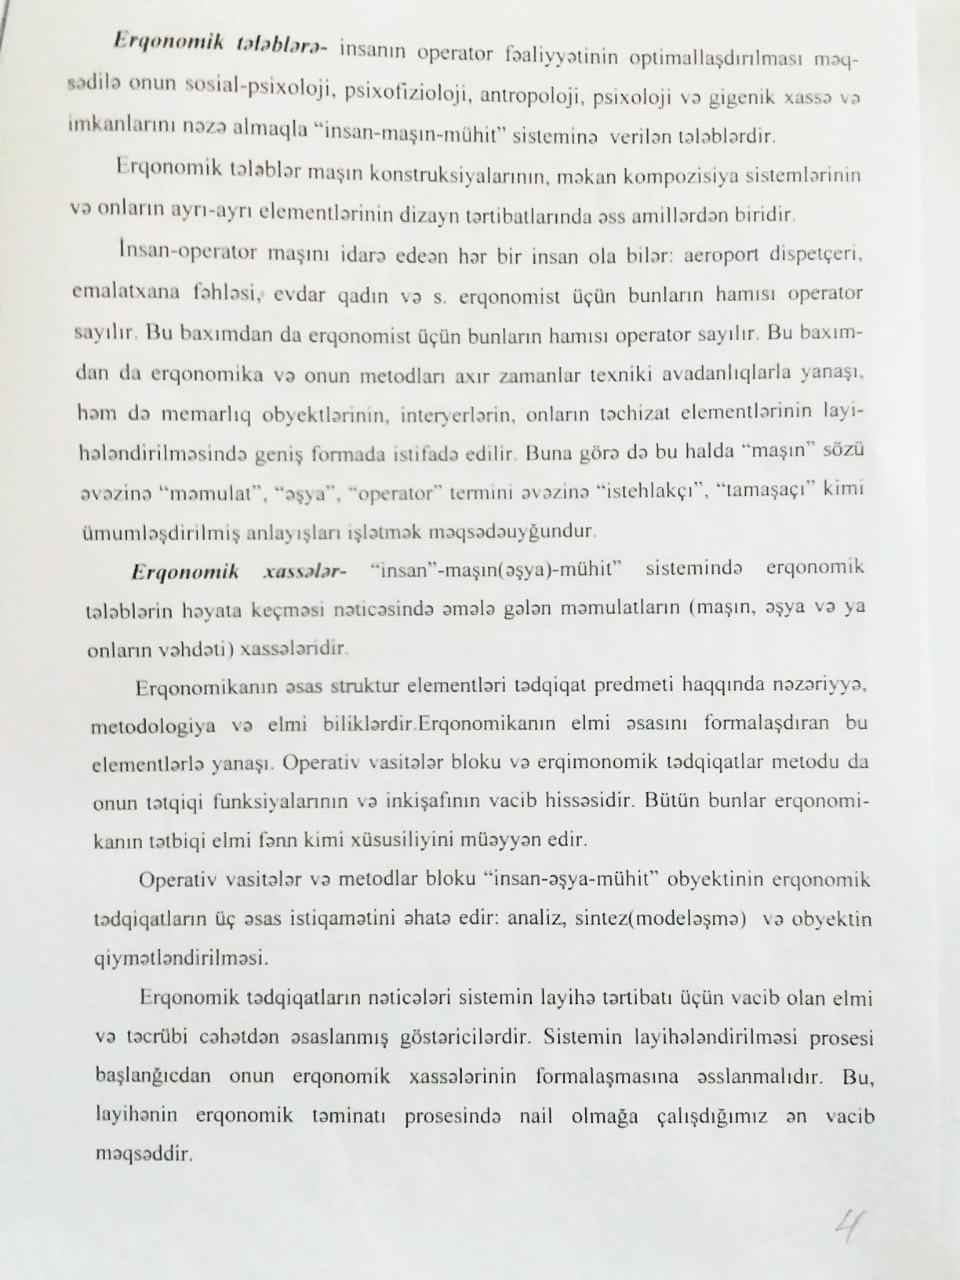 Erqonomik tələblərə- insanın operator fəaliyyətinin optimallaşdırılması məq-
sədilə onun sosial-psixoloji, psixofizioloji, antropoloji, psixoloji və gigenik xassə və
imkanlarını nəzə almaqla “insan-maşın-mühit” sisteminə verilən tələblərdir.
Erqonomik tələblər maşın konstruksiyalarının, məkan kompozisiya sistemlərinin
və onların ayrı-ayrı elementlərinin dizayn tərtibatlarında əss amillərdən biridir.
İnsan-operator maşını idarə edeən hər bir insan ola bilər: aeroport dispetçeri,
emalatxana fəhləsi, evdar qadın və s. erqonomist üçün bunların hamısı operator
sayılır. Bu baxımdan da erqonomist üçün bunların hamısı operator sayılır. Bu baxım-
dan da erqonomika və onun metodları axır zamanlar texniki avadanlıqlarla yanaşı,
həm də memarlıq obyektlərinin, interyerlərin, onların təchizat elementlərinin layi-
hələndirilməsində geniş formada istifadə edilir. Buna görə də bu halda “maşın” sözü
əvəzinə “məmulat”, “əşya”, “operator” termini əvəzinə “istehlakçı”, “tamaşaçı” kimi
ümumləşdirilmiş anlayışları işlətmək məqsədəuyğundur.
Erqonomik xassələr- “insan”-maşın(əşya)-mühit” sistemində erqonomik
tələblərin həyata keçməsi nəticəsində əmələ gələn məmulatların (maşın, əşya və ya
onların vəhdəti) xassələridir.
Erqonomikanın əsas struktur elementləri tədqiqat predmeti haqqında nəzəriyyə,
metodologiya və elmi biliklərdir.Erqonomikanın elmi əsasını formalaşdıran bu
elementlərlə yanaşı. Operativ vasitələr bloku və erqimonomik tədqiqatlar metodu da
onun tətqiqi funksiyalarının və inkişafının vacib hissəsidir. Bütün bunlar erqonomi-
kanın tətbiqi elmi fənn kimi xüsusiliyini müəyyən edir.
Operativ vasitələr və metodlar bloku “insan-əşya-mühit” obyektinin erqonomik
tədqiqatların üç əsas istiqamətini əhatə edir: analiz, sintez(modeləşmə) və obyektin
qiymətləndirilməsi.
Erqonomik tədqiqatların nəticələri sistemin layihə tərtibatı üçün vacib olan elmi
və təcrübi cəhətdən əsaslanmış göstəricilərdir. Sistemin layihələndirilməsi prosesi
başlanğıcdan onun erqonomik xassələrinin formalaşmasına əsslanmalıdır. Bu,
layihənin erqonomik təminatı prosesində nail olmağa çalışdığımız ən vacib
məqsəddir.
4